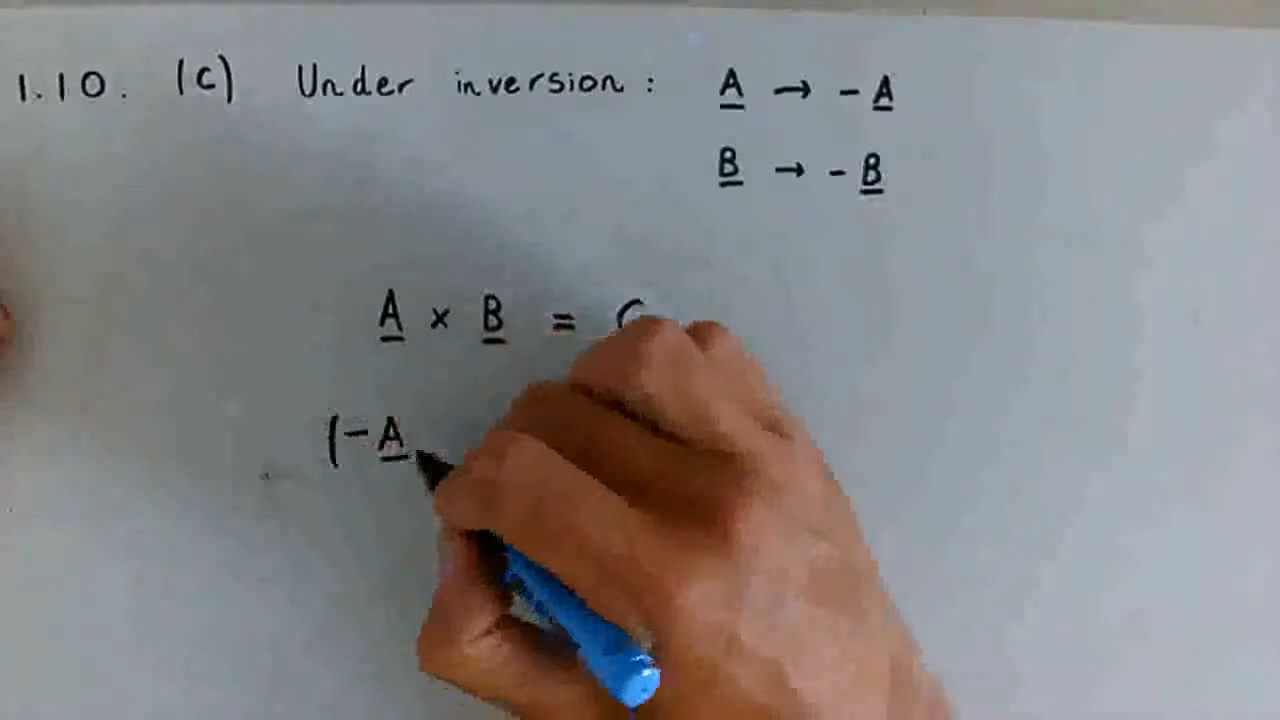 1.10. (c) Under inversion: A → -A
B → -B
A × B = C
(-A